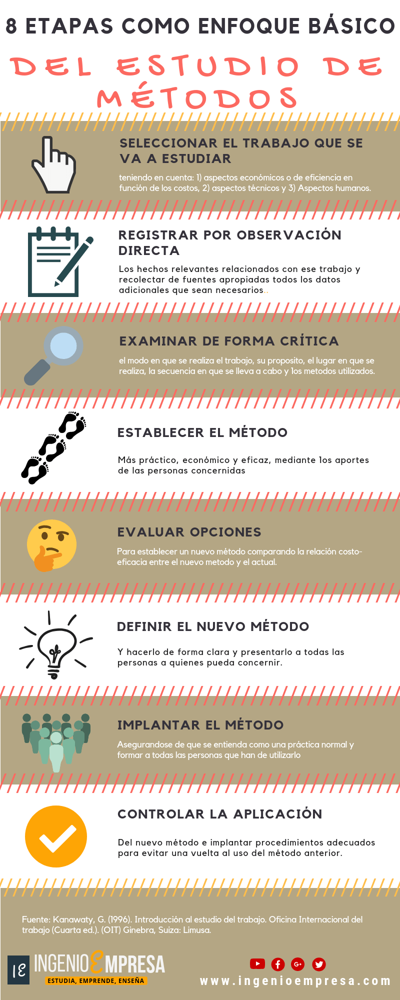 8 ETAPAS COMO ENFOQUE BÁSICO
DEL ESTUDIO DE
MÉTODOS
SELECCIONAR EL TRABAJO QUE SE
VA A ESTUDIAR
teniendo en cuenta: 1) aspectos económicos o de eficiencia en
función de los costos, 2) aspectos técnicos y 3) Aspectos humanos.
REGISTRAR POR OBSERVACIÓN
DIRECTA
Los hechos relevantes relacionados con ese trabajo y
recolectar de fuentes apropiadas todos los datos
adicionales que sean necesarios..
EXAMINAR DE FORMA CRÍTICA
el modo en que se realiza el trabajo, su proposito, el lugar en que se
realiza, la secuencia en que se lleva a cabo y 1os metodos utilizados.
ESTABLECER EL MÉTODO
Más práctico, económico y eficaz, mediante 1os aportes
de las personas concernidas
EVALUAR OPCIONES
Para establecer un nuevo método comparando la relación costo-
eficacia entre el nuevo metodo y el actual.
DEFINIR EL NUEVO MÉTODO
Y hacerlo de forma clara y presentarlo a todas las
personas a quienes pueda concernir.
IMPLANTAR EL MÉTODO
Asegurandose de que se entienda como una práctica normal y
formar a todas las personas que han de utilizarlo
CONTROLAR LA APLICACIÓN
Del nuevo método e implantar procedimientos adecuados
para evitar una vuelta al uso del método anterior.
Fuente: Kanawaty, G. (1996). Introducción al estudio del trabajo. Oficina Internacional del
trabajo (Cuarta ed.). (OIT) Ginebra, Suiza: Limusa.
IE INGENIO EMPRESA
ESTUDIA, EMPRENDE, ENSEÑA
G+
www.ingenioempresa.com